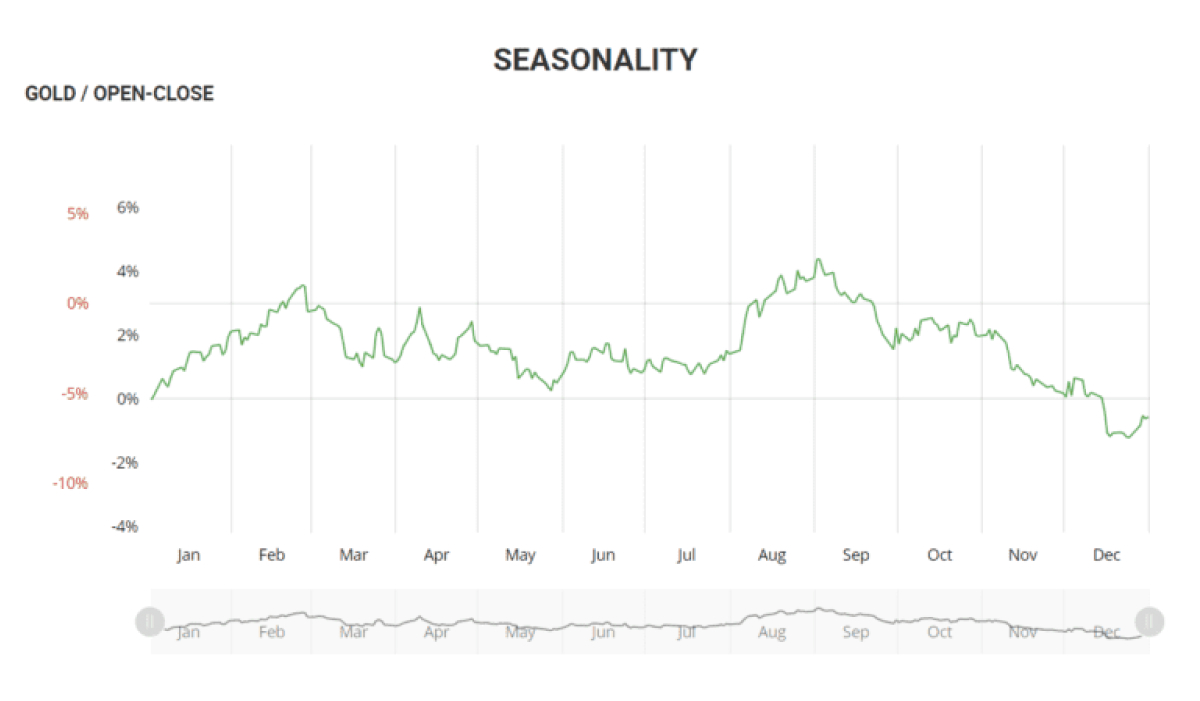 SEASONALITY
GOLD / OPEN-CLOSE
6%
5%
4%
0%
2%
-5%
0%
-2%
-10%
-4%
Jan Feb Mar Apr May Jun Jul Aug Sep Oct Nov Dec
Jan Feb Mar Apr May Jun Jul Aug Sep Oct Nov Dec